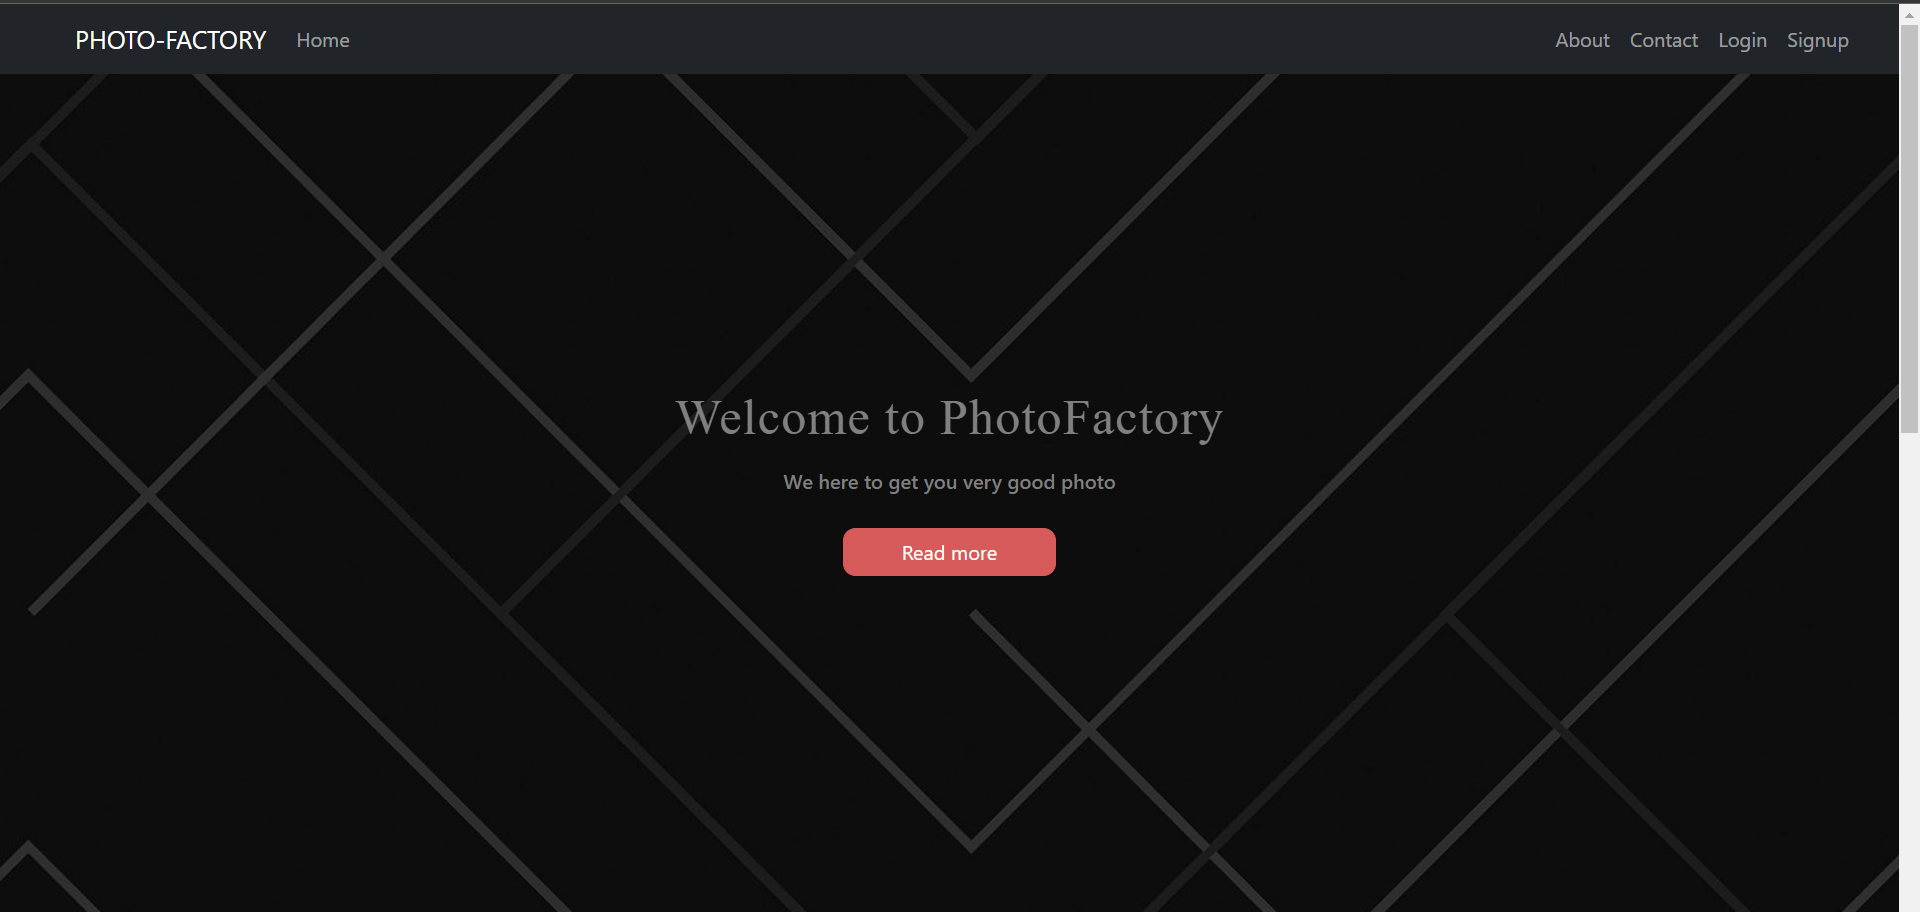 PHOTO-FACTORY Home About Contact Login Signup
Welcome to PhotoFactory
We here to get you very good photo
Read more